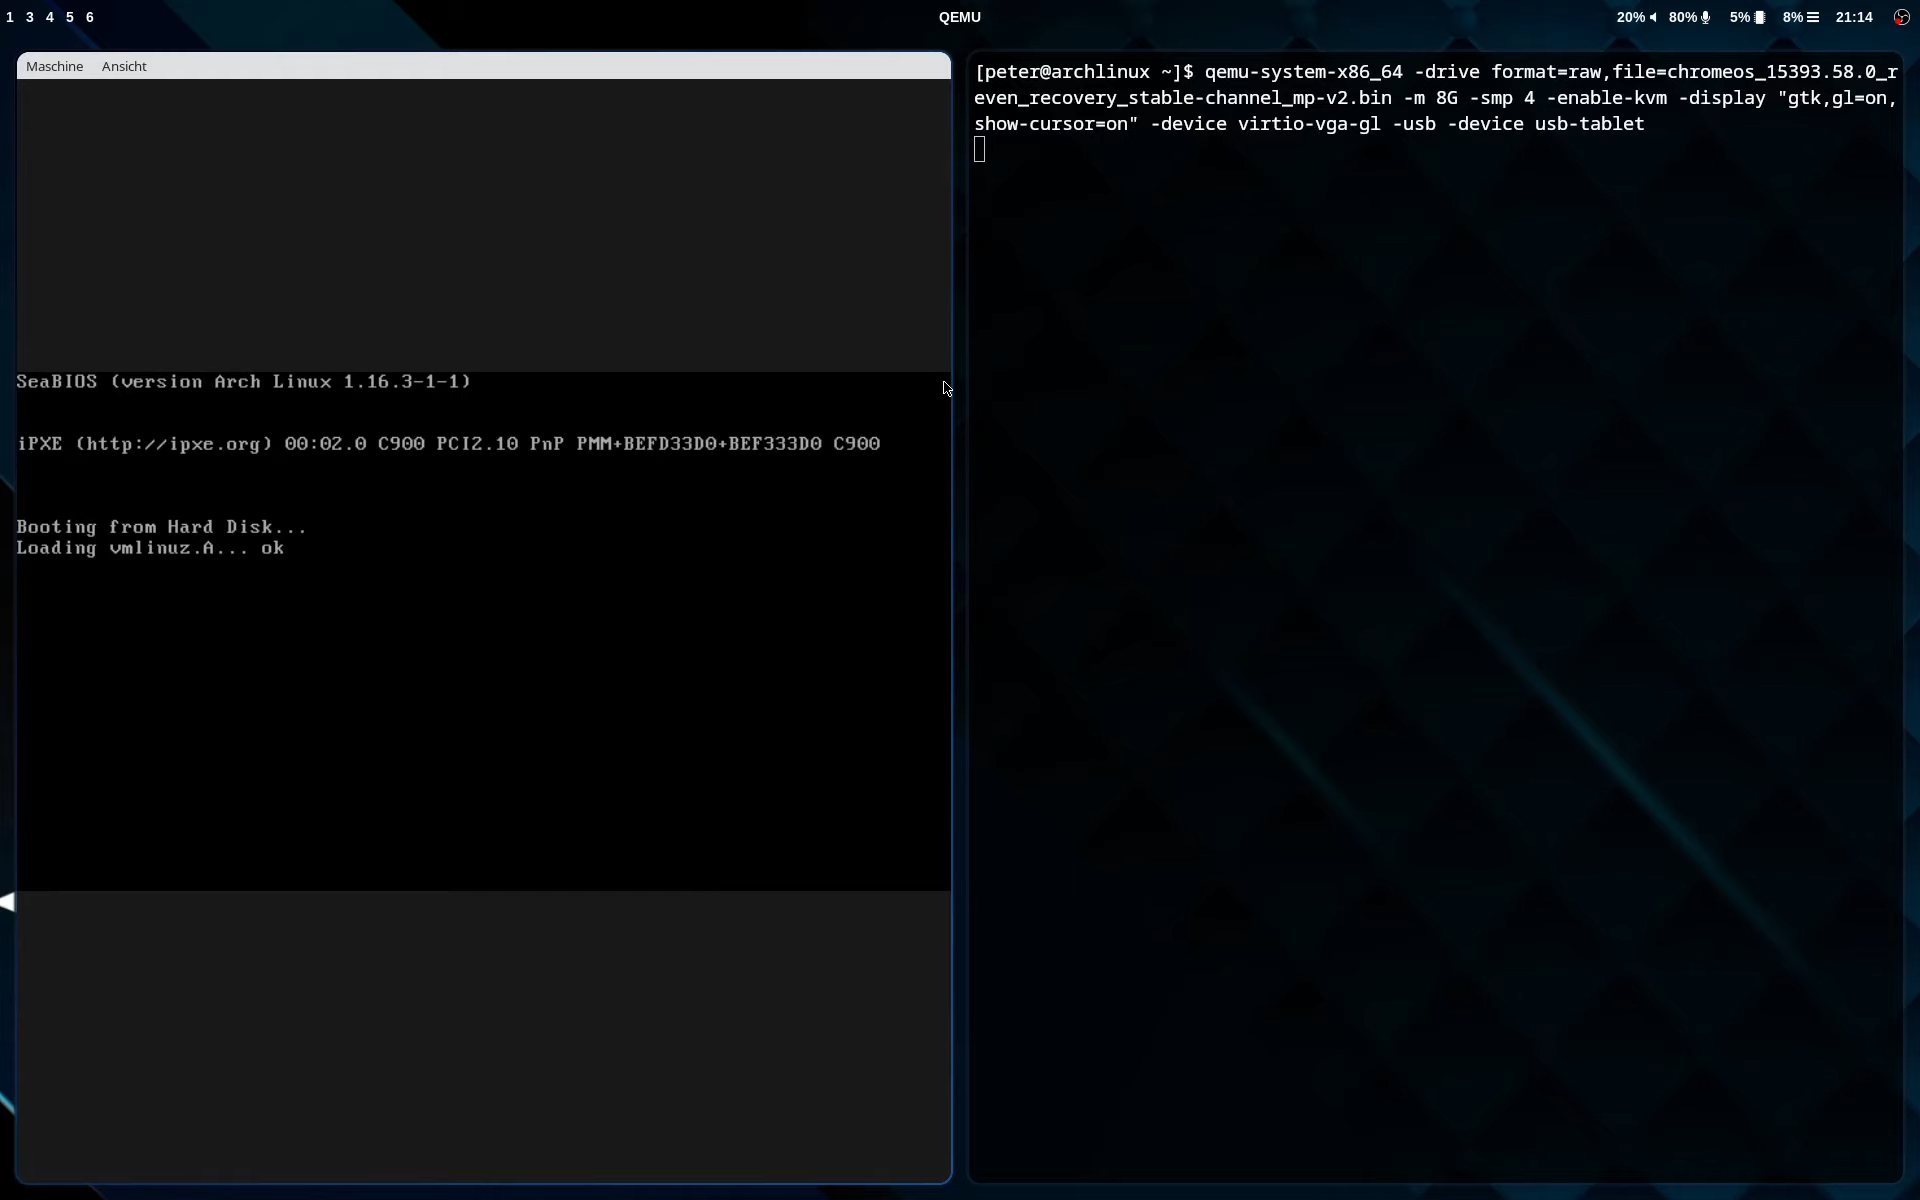 1 3 4 5 6
QEMU
20% 80% 5% 8% 21:14
Maschine Ansicht
SeaBIOS (version Arch Linux 1.16.3-1-1)
iPXE (http://ipxe.org) 00:02.0 C900 PCI2.10 PnP PMM+BEFD33D0+BEF333D0 C900
Booting from Hard Disk...
Loading vmlinuz.A... ok
[peter@archlinux ~]$ qemu-system-x86_64 -drive format=raw,file=chromeos_15393.58.0_r
even_recovery_stable-channel_mp-v2.bin -m 8G -smp 4 -enable-kvm -display "gtk,gl=on,
show-cursor=on" -device virtio-vga-gl -usb -device usb-tablet